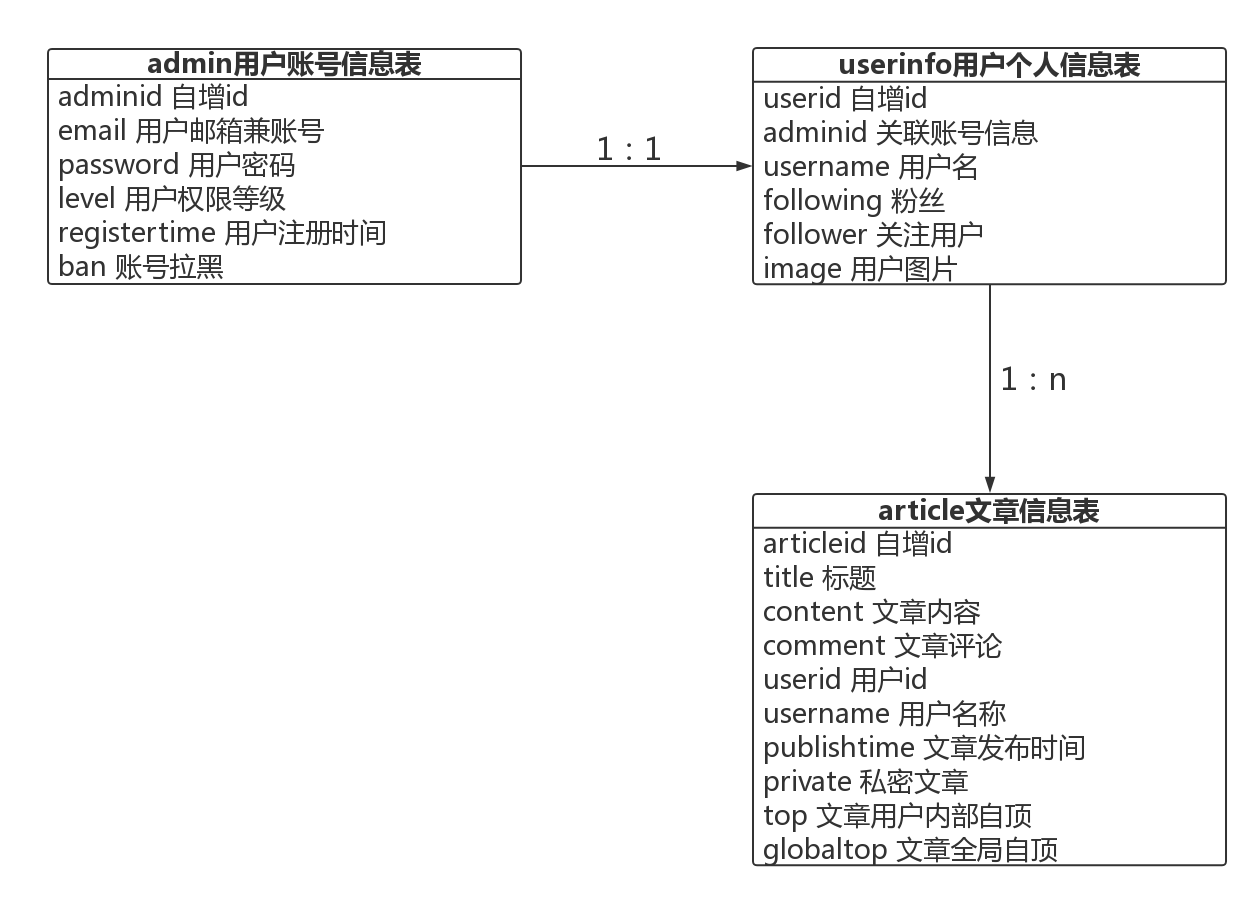 admin用户账号信息表
adminid 自增id
email 用户邮箱兼账号
password 用户密码
level 用户权限等级
registertime 用户注册时间
ban 账号拉黑
1：1
userinfo用户个人信息表
userid 自增id
adminid 关联账号信息
username 用户名
following 粉丝
follower 关注用户
image 用户图片
1：n
article文章信息表
articleid 自增id
title 标题
content 文章内容
comment 文章评论
userid 用户id
username 用户名称
publishtime 文章发布时间
private 私密文章
top 文章用户内部自顶
globaltop 文章全局自顶